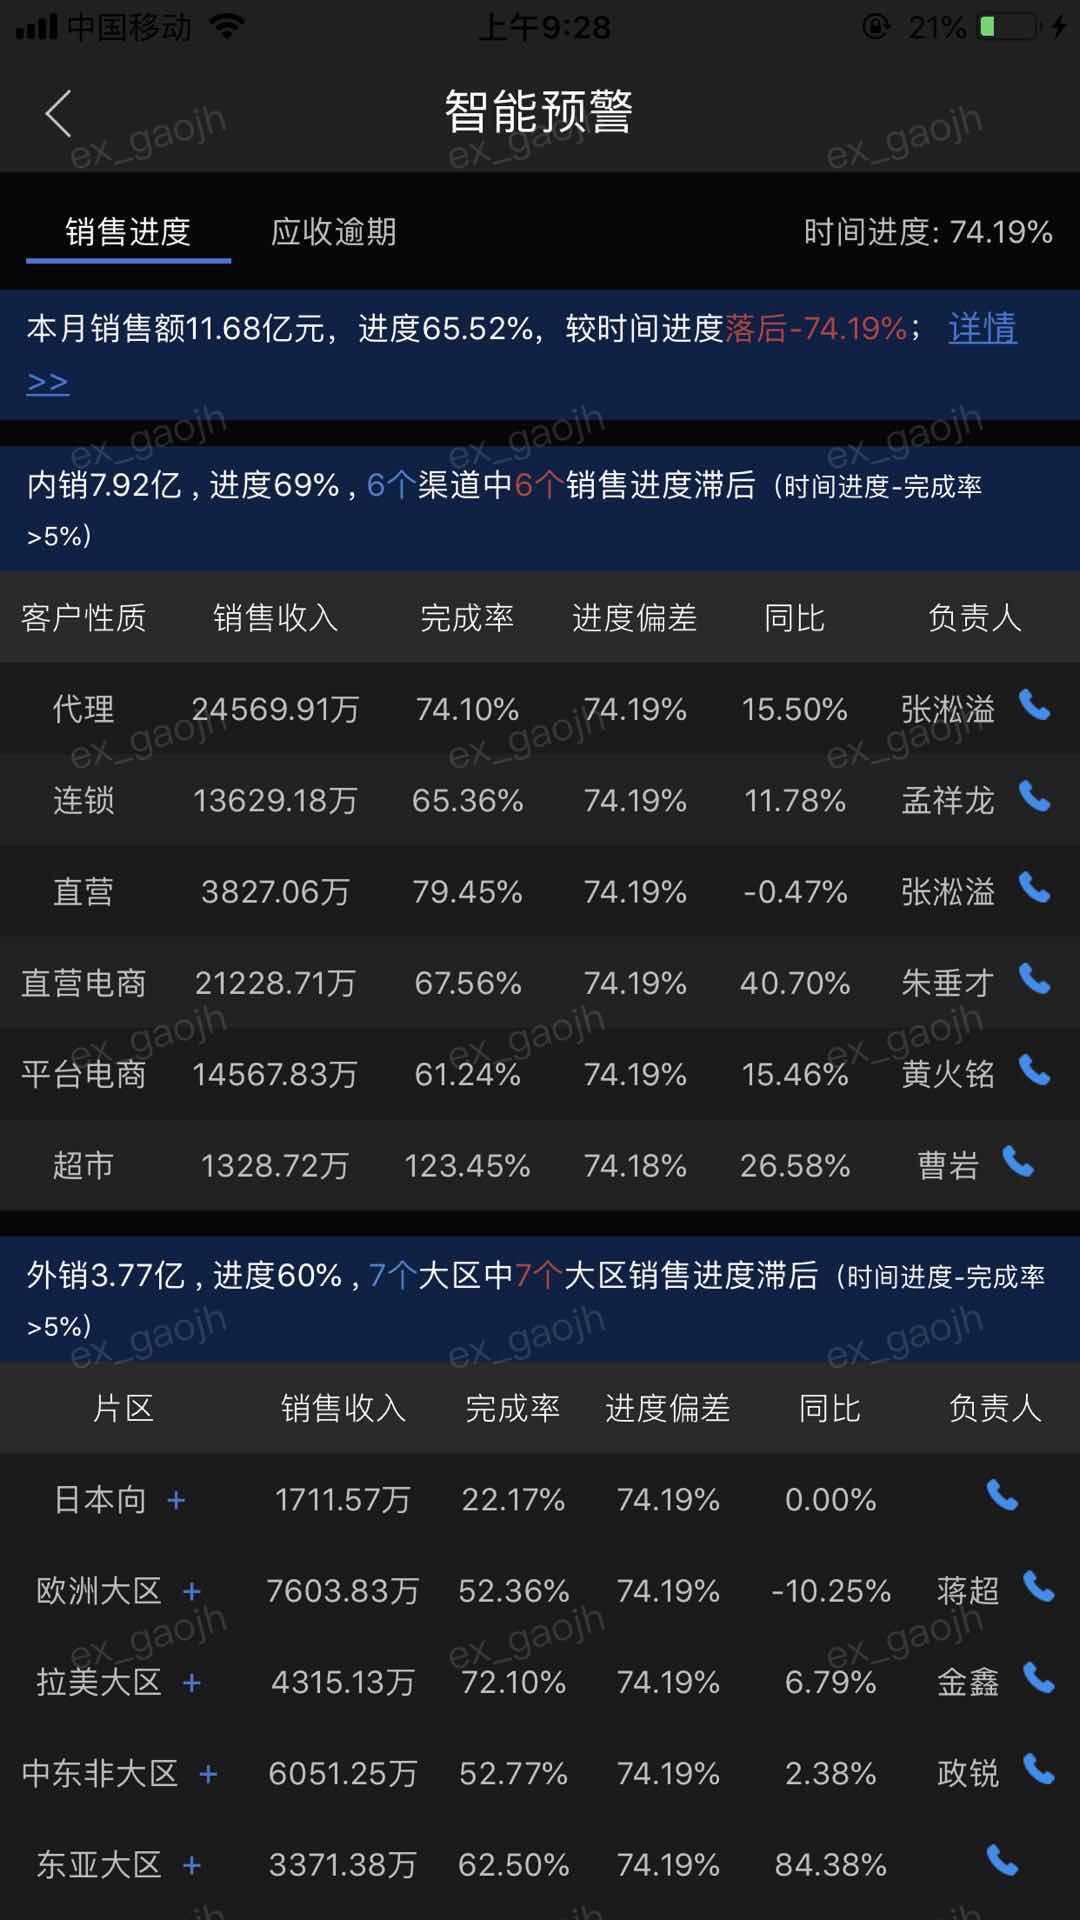 中国移动 上午9:28 21%
智能预警
销售进度 应收逾期 时间进度: 74.19%
本月销售额11.68亿元，进度65.52%，较时间进度落后-74.19%； 详情
>>
内销7.92亿 , 进度69% , 6个渠道中6个销售进度滞后（时间进度-完成率
>5%）
客户性质 销售收入 完成率 进度偏差 同比 负责人
代理 24569.91万 74.10% 74.19% 15.50% 张淞溢
连锁 13629.18万 65.36% 74.19% 11.78% 孟祥龙
直营 3827.06万 79.45% 74.19% -0.47% 张淞溢
直营电商 21228.71万 67.56% 74.19% 40.70% 朱垂才
平台电商 14567.83万 61.24% 74.19% 15.46% 黄火铭
超市 1328.72万 123.45% 74.18% 26.58% 曹岩
外销3.77亿 , 进度60% , 7个大区中7个大区销售进度滞后（时间进度-完成率
>5%）
片区 销售收入 完成率 进度偏差 同比 负责人
日本向 + 1711.57万 22.17% 74.19% 0.00%
欧洲大区 + 7603.83万 52.36% 74.19% -10.25% 蒋超
拉美大区 + 4315.13万 72.10% 74.19% 6.79% 金鑫
中东非大区 + 6051.25万 52.77% 74.19% 2.38% 政锐
东亚大区 + 3371.38万 62.50% 74.19% 84.38%
ex_gaojh ex_gaojh ex_gaojh
ex_gaojh ex_gaojh ex_gaojh
ex_gaojh ex_gaojh ex_gaojh
ex_gaojh ex_gaojh ex_gaojh
ex_gaojh ex_gaojh ex_gaojh
ex_gaojh ex_gaojh ex_gaojh